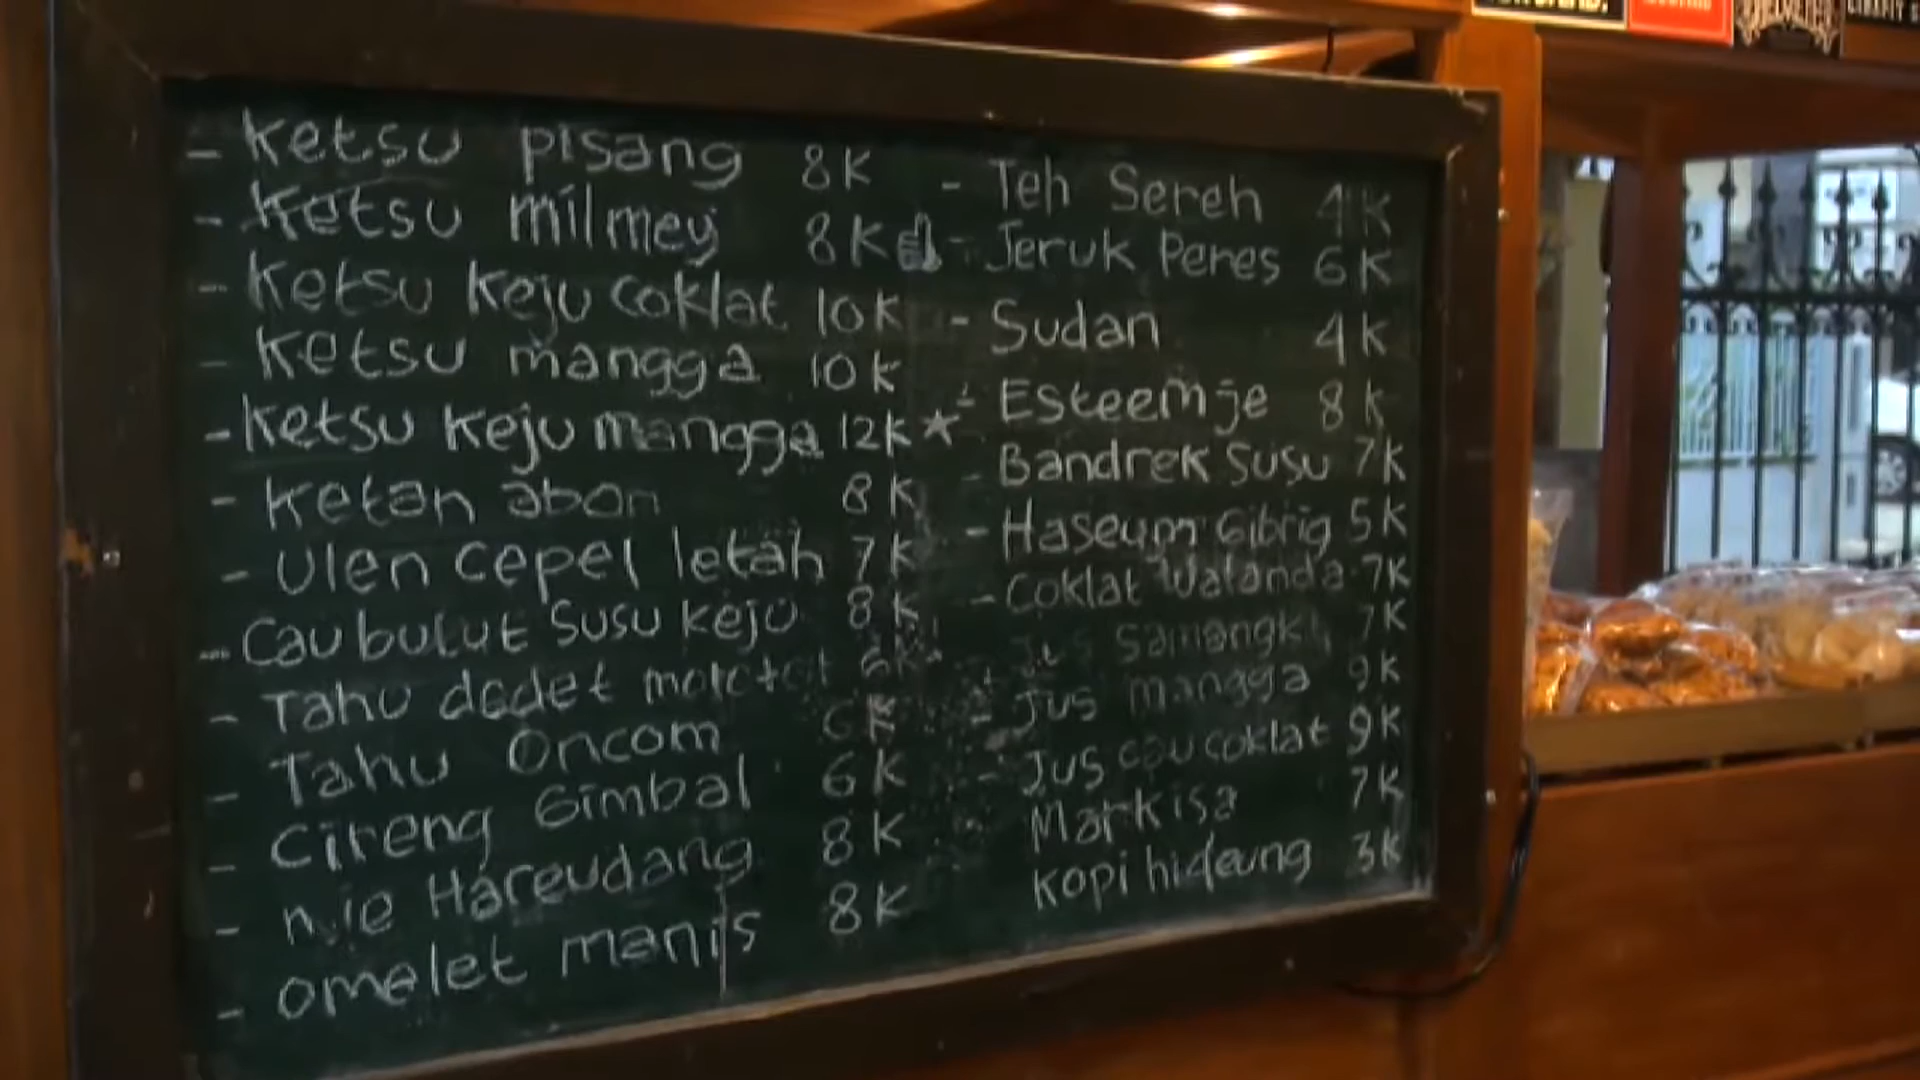 - Ketsu pisang 8K
- Ketsu milmey 8K
- Ketsu Keju Coklat 10K
- Ketsu mangga 10K
- Ketsu Keju mangga 12K ★
- Ketan abon 8K
- Ulen cepel letah 7K
- Cau bulut Susu Keju 8K
- Tahu dedet
- Tahu Oncom 6K
- Cireng Gimbal 6K
- mie Hareudang 8K
- omelet manis 8K
- Teh Sereh 4K
- Jeruk Peres 6K
- Sudan 4K
- Esteemje 8K
- Bandrek Susu 7K
- Haseum Gibrig 5K
- Coklat Walanda 7K
Jus 7K
- Jus mangga 9K
- Jus cau coklat 9K
Markisa 7K
Kopi hideung 3K